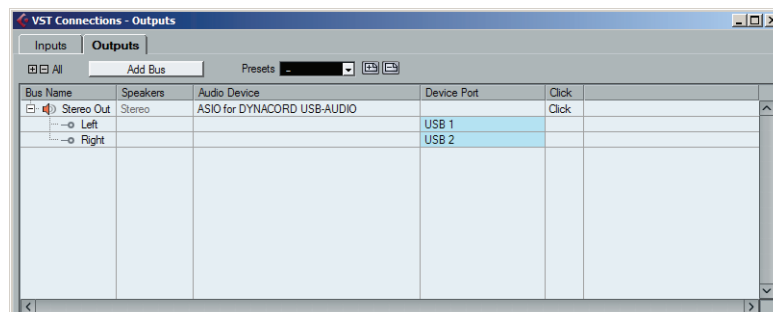 VST Connections - Outputs
Inputs Outputs
All Add Bus Presets -
Bus Name Speakers Audio Device Device Port Click
Stereo Out Stereo ASIO for DYNACORD USB-AUDIO Click
Left USB 1
Right USB 2